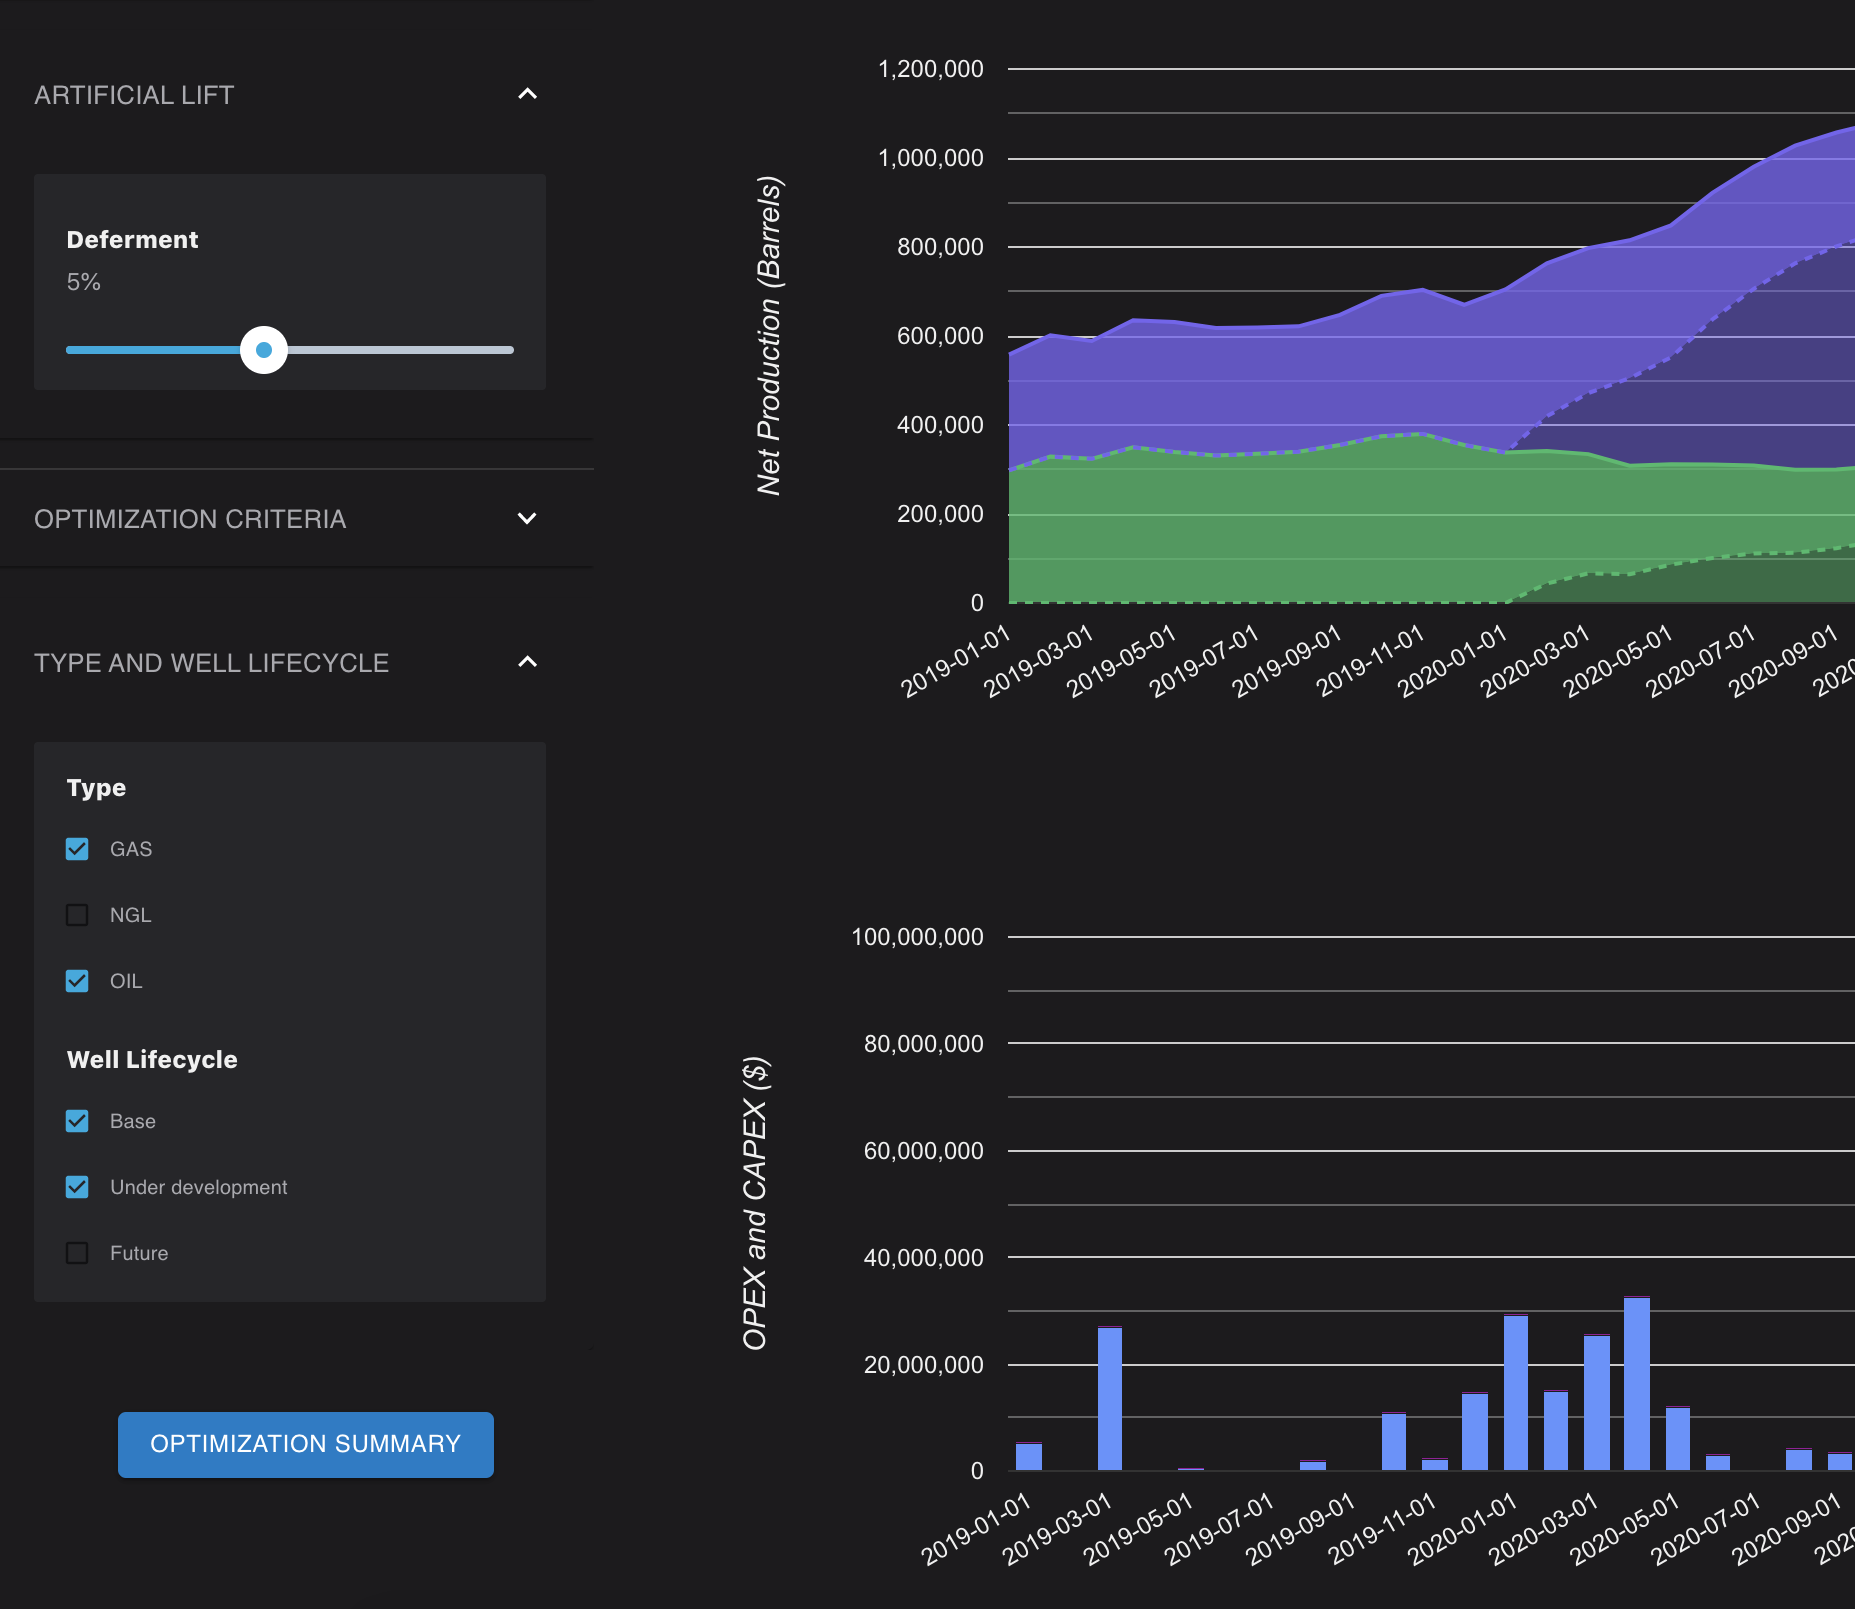 ARTIFICIAL LIFT
Deferment
5%
OPTIMIZATION CRITERIA
TYPE AND WELL LIFECYCLE
Type
GAS
NGL
OIL
Well Lifecycle
Base
Under development
Future
OPTIMIZATION SUMMARY
Net Production (Barrels)
1,200,000
1,000,000
800,000
600,000
400,000
200,000
0
2019-01-01
2019-03-01
2019-05-01
2019-07-01
2019-09-01
2019-11-01
2020-01-01
2020-03-01
2020-05-01
2020-07-01
2020-09-01
2020
OPEX and CAPEX ($)
100,000,000
80,000,000
60,000,000
40,000,000
20,000,000
0
2019-01-01
2019-03-01
2019-05-01
2019-07-01
2019-09-01
2019-11-01
2020-01-01
2020-03-01
2020-05-01
2020-07-01
2020-09-01
2020